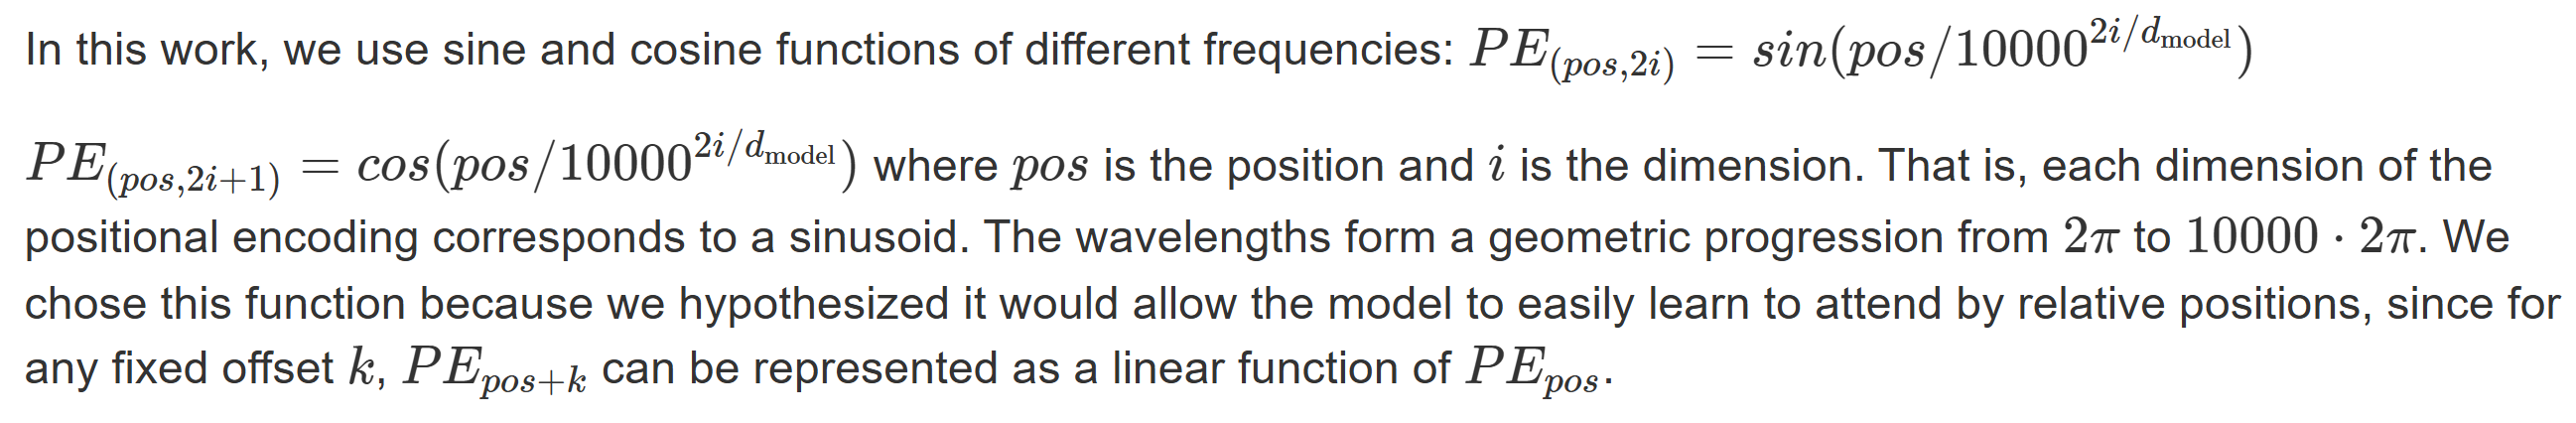 In this work, we use sine and cosine functions of different frequencies: $PE_{(pos,2i)} = sin(pos/10000^{2i/d_{\text{model}}})$
$PE_{(pos,2i+1)} = cos(pos/10000^{2i/d_{\text{model}}})$ where $pos$ is the position and $i$ is the dimension. That is, each dimension of the
positional encoding corresponds to a sinusoid. The wavelengths form a geometric progression from $2\pi$ to $10000 \cdot 2\pi$. We
chose this function because we hypothesized it would allow the model to easily learn to attend by relative positions, since for
any fixed offset $k$, $PE_{pos+k}$ can be represented as a linear function of $PE_{pos}$.